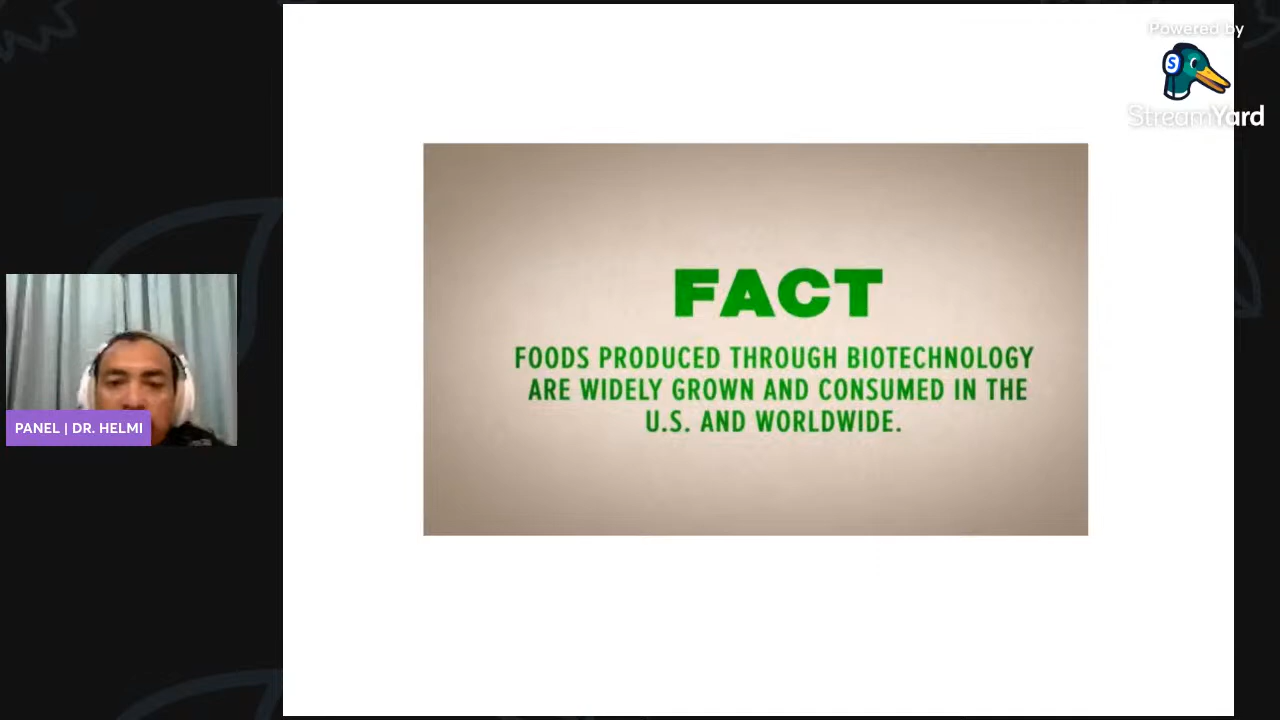 Powered by
StreamYard
FACT
FOODS PRODUCED THROUGH BIOTECHNOLOGY
ARE WIDELY GROWN AND CONSUMED IN THE
U.S. AND WORLDWIDE.
PANEL | DR. HELMI